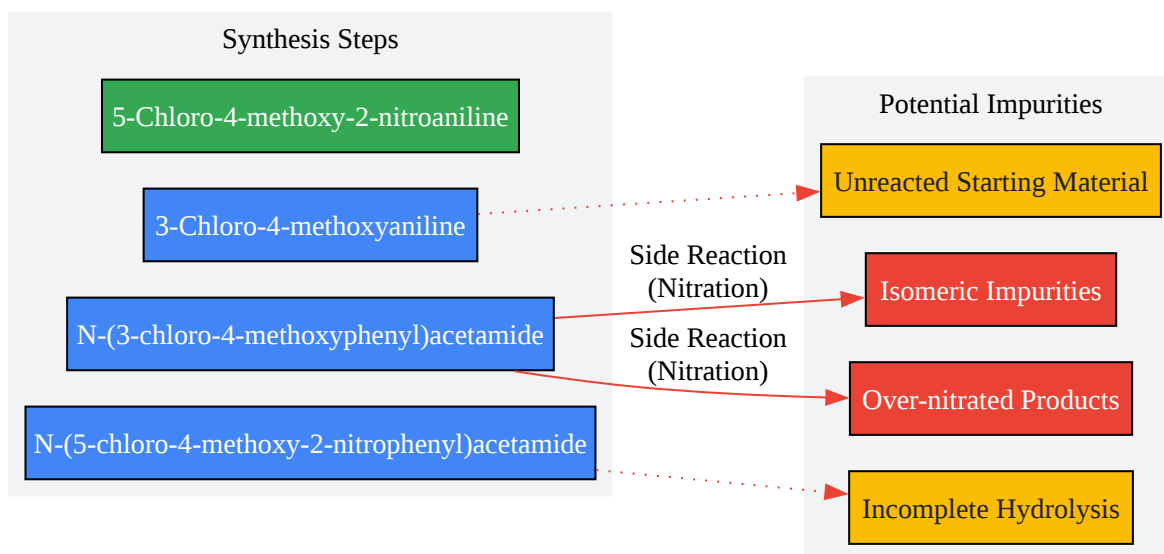 Synthesis Steps
5-Chloro-4-methoxy-2-nitroaniline
3-Chloro-4-methoxyaniline
N-(3-chloro-4-methoxyphenyl)acetamide
N-(5-chloro-4-methoxy-2-nitrophenyl)acetamide
Side Reaction
(Nitration)
Side Reaction
(Nitration)
Potential Impurities
Unreacted Starting Material
Isomeric Impurities
Over-nitrated Products
Incomplete Hydrolysis